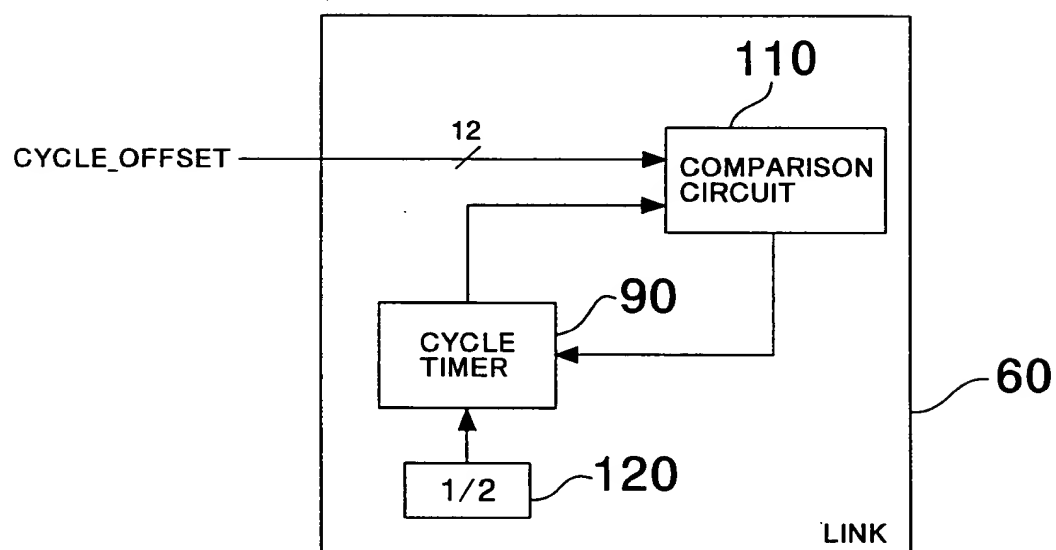 110
12
CYCLE_OFFSET
COMPARISON
CIRCUIT
90
CYCLE
TIMER
60
1/2
120
LINK